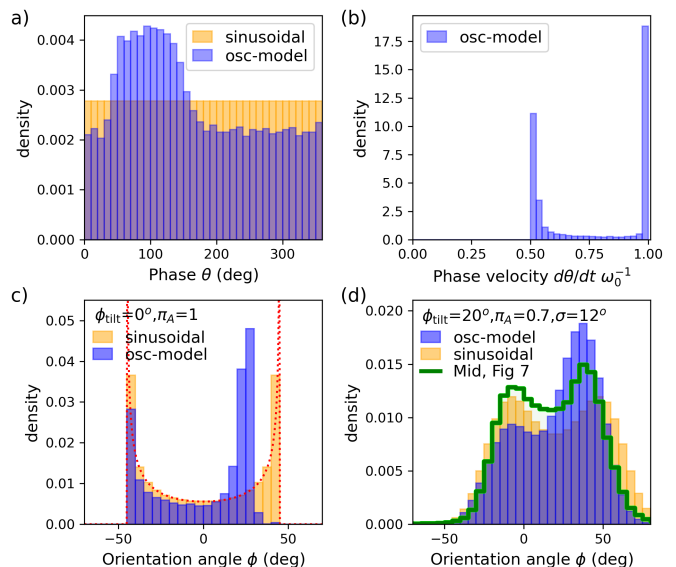 a)
0.004
0.003
0.002
0.001
0.000
density
sinusoidal
osc-model
0
100
200
300
Phase θ (deg)
(b)
17.5
15.0
12.5
10.0
7.5
5.0
2.5
0.0
density
osc-model
0.00
0.25
0.50
0.75
1.00
Phase velocity dθ/dt ω₀⁻¹
c)
0.05
0.04
0.03
0.02
0.01
0.00
density
ϕtilt=0°,πA=1
sinusoidal
osc-model
−50
0
50
Orientation angle ϕ (deg)
(d)
0.020
0.015
0.010
0.005
0.000
density
ϕtilt=20°,πA=0.7,σ=12°
osc-model
sinusoidal
Mid, Fig 7
−50
0
50
Orientation angle ϕ (deg)